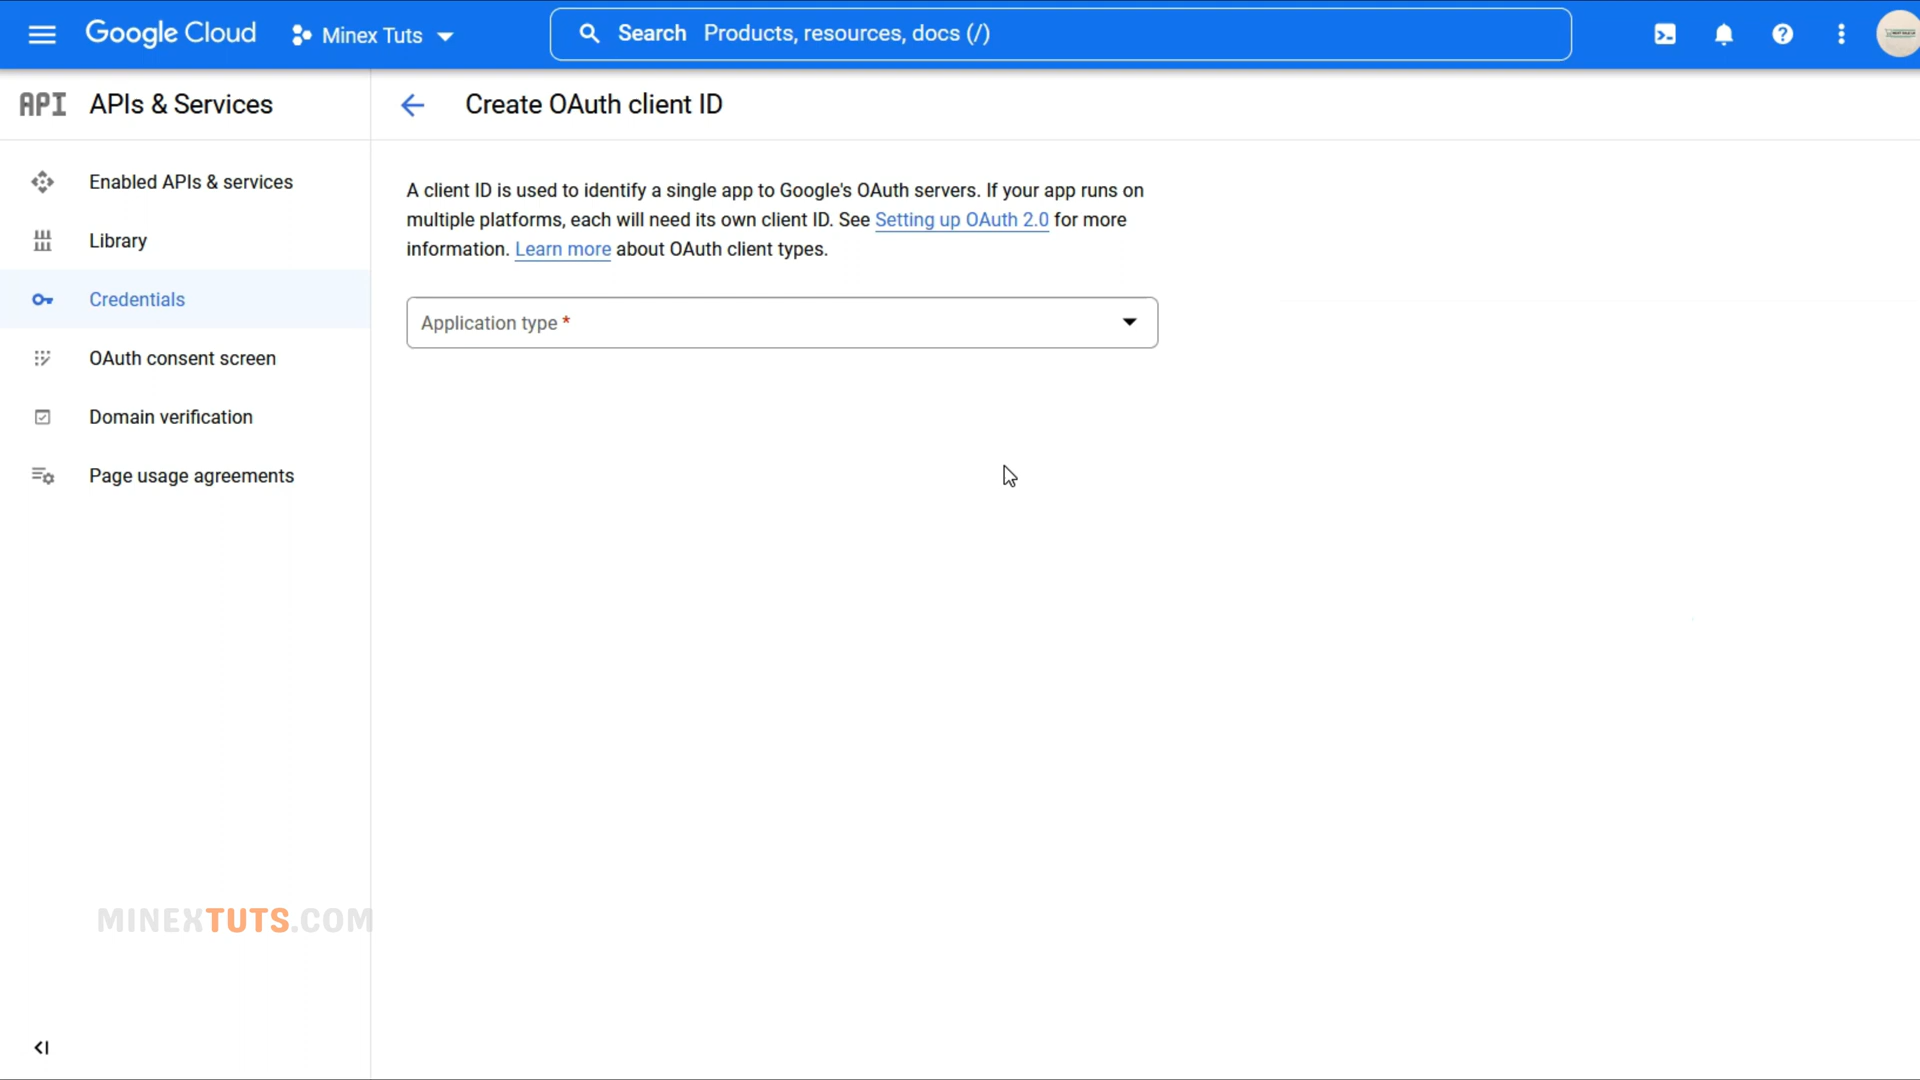 Google Cloud
Minex Tuts
Search Products, resources, docs (/)
API APIs & Services
Create OAuth client ID
Enabled APIs & services
Library
Credentials
OAuth consent screen
Domain verification
Page usage agreements
A client ID is used to identify a single app to Google's OAuth servers. If your app runs on
multiple platforms, each will need its own client ID. See Setting up OAuth 2.0 for more
information. Learn more about OAuth client types.
Application type *
MINEXTUTS.COM